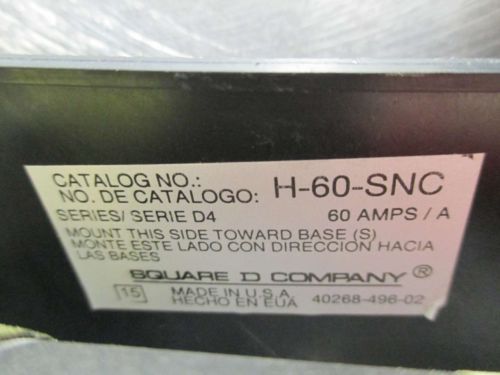 CATALOG NO.:
NO. DE CATALOGO: H-60-SNC
SERIES/ SERIE D4 60 AMPS / A
MOUNT THIS SIDE TOWARD BASE (S)
MONTE ESTE LADO CON DIRECCION HACIA
LAS BASES
SQUARE D COMPANY ®
15 MADE IN U.S.A.
HECHO EN EUA 40268-496-02